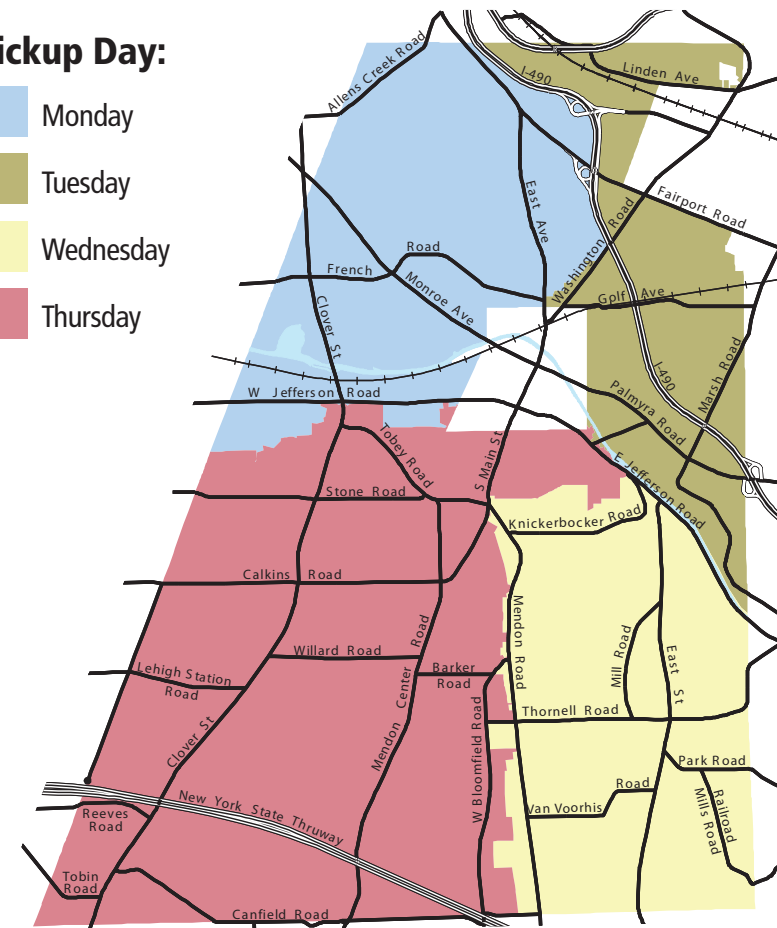 ickup Day:
Monday
Tuesday
Wednesday
Thursday
Allens Creek Road
I-490
Linden Ave
East Ave
Fairport Road
Washington Road
French Road
Monroe Ave
Golf Ave
Clover St
I-490
Marsh Road
W Jefferson Road
Palmyra Road
Tobey Road
S Main St
E Jefferson Road
Stone Road
Knickerbocker Road
Calkins Road
Mendon Road
Willard Road
Mendon Center Road
Barker
Road
Mill Road
East St
Lehigh Station
Road
Clover St
W Bloomfield Road
Thornell Road
Park Road
Railroad
Mills Road
Van Voorhis Road
New York State Thruway
Reeves
Road
Tobin
Road
Canfield Road